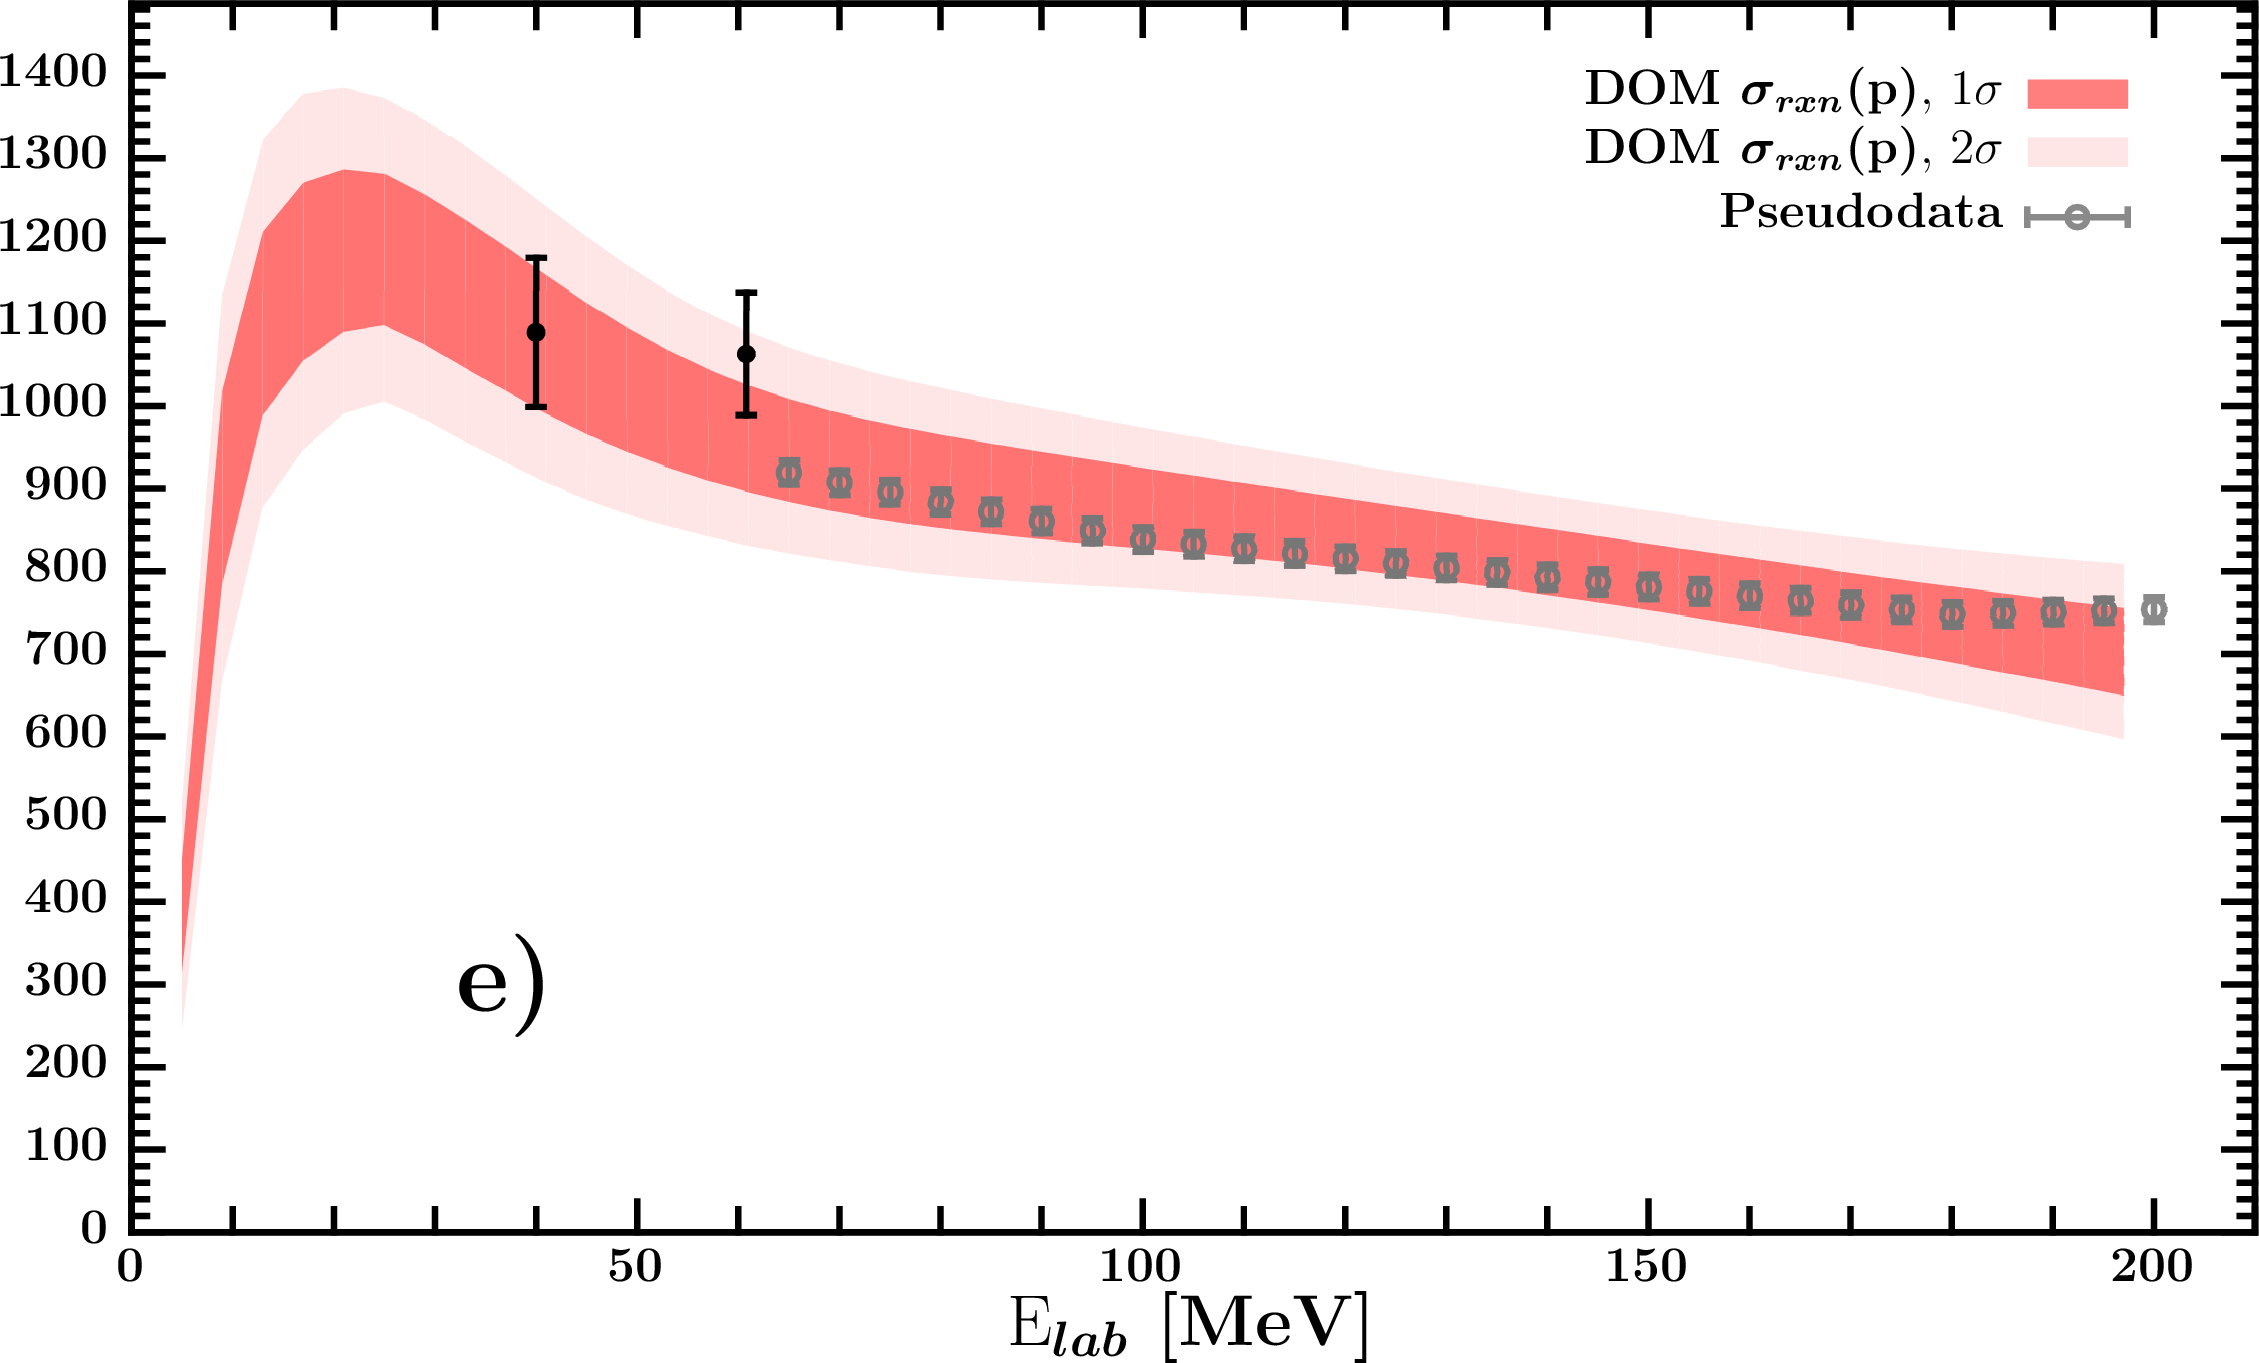 1400
1300
1200
1100
1000
900
800
700
600
500
400
300
200
100
0
DOM σrxn(p), 1σ
DOM σrxn(p), 2σ
Pseudodata
e)
0 50 100 150 200
Elab [MeV]